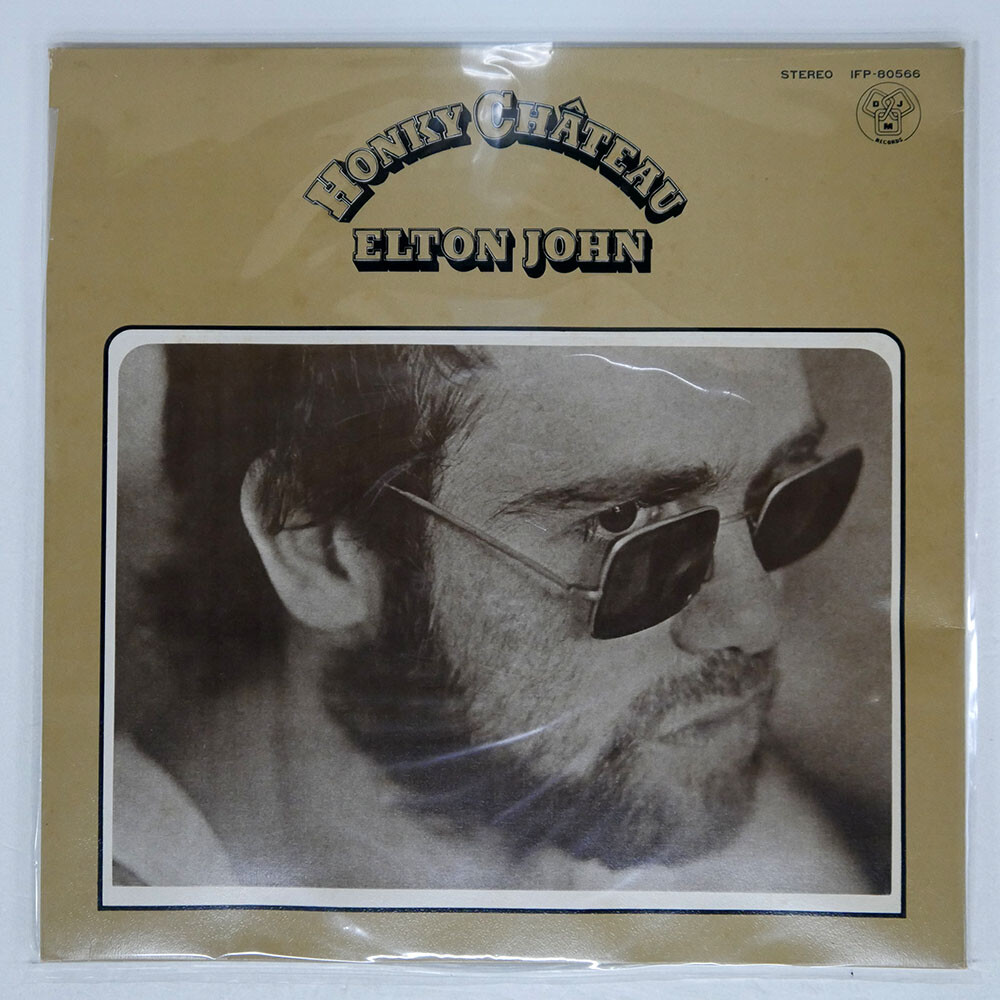 STEREO IFP-80566
DJM
RECORDS
HONKY CHÂTEAU
ELTON JOHN